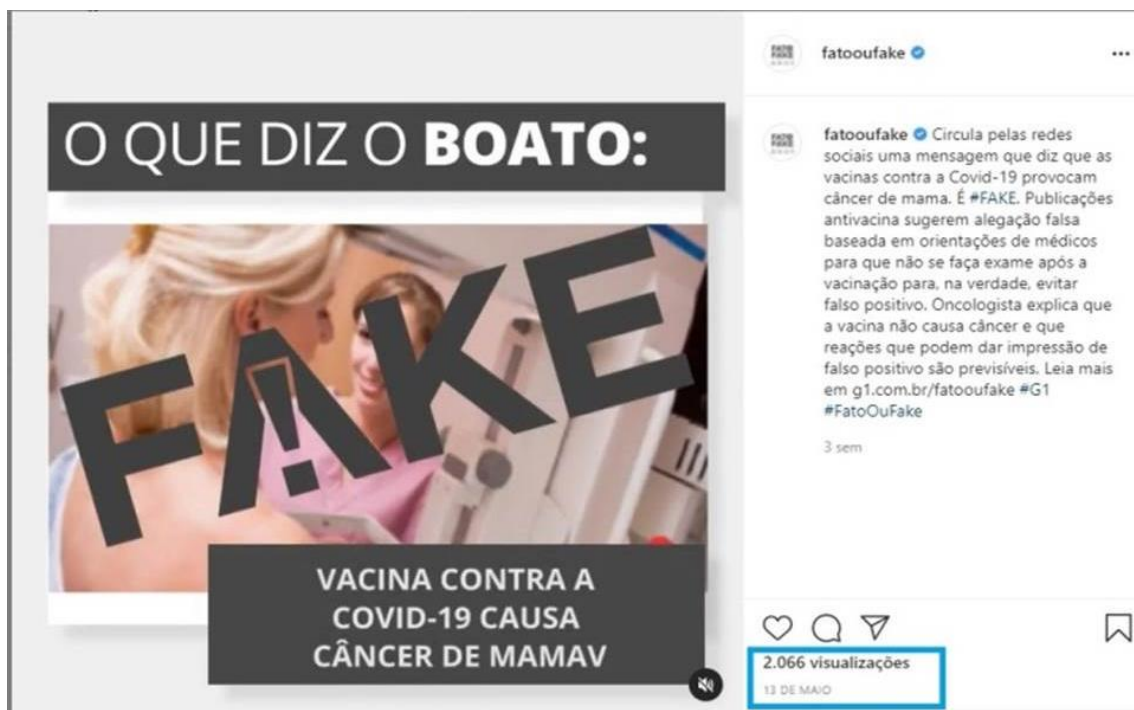 O QUE DIZ O BOATO:
FAKE
VACINA CONTRA A
COVID-19 CAUSA
CÂNCER DE MAMAV
fatooufake
fatooufake Circula pelas redes
sociais uma mensagem que diz que as
vacinas contra a Covid-19 provocam
câncer de mama. É #FAKE. Publicações
antivacina sugerem alegação falsa
baseada em orientações de médicos
para que não se faça exame após a
vacinação para, na verdade, evitar
falso positivo. Oncologista explica que
a vacina não causa câncer e que
reações que podem dar impressão de
falso positivo são previsíveis. Leia mais
em g1.com.br/fatooufake #G1
#FatoOuFake
3 sem
2.066 visualizações
13 DE MAIO